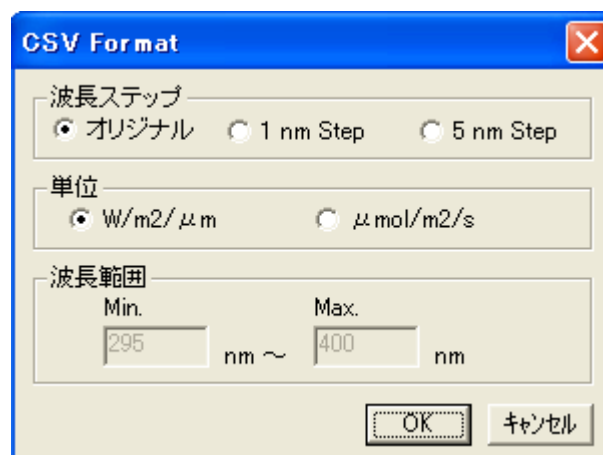 CSV Format
波長ステップ
オリジナル 1 nm Step 5 nm Step
単位
W/m2/μm μmol/m2/s
波長範囲
Min. Max.
295 nm ～ 400 nm
OK キャンセル